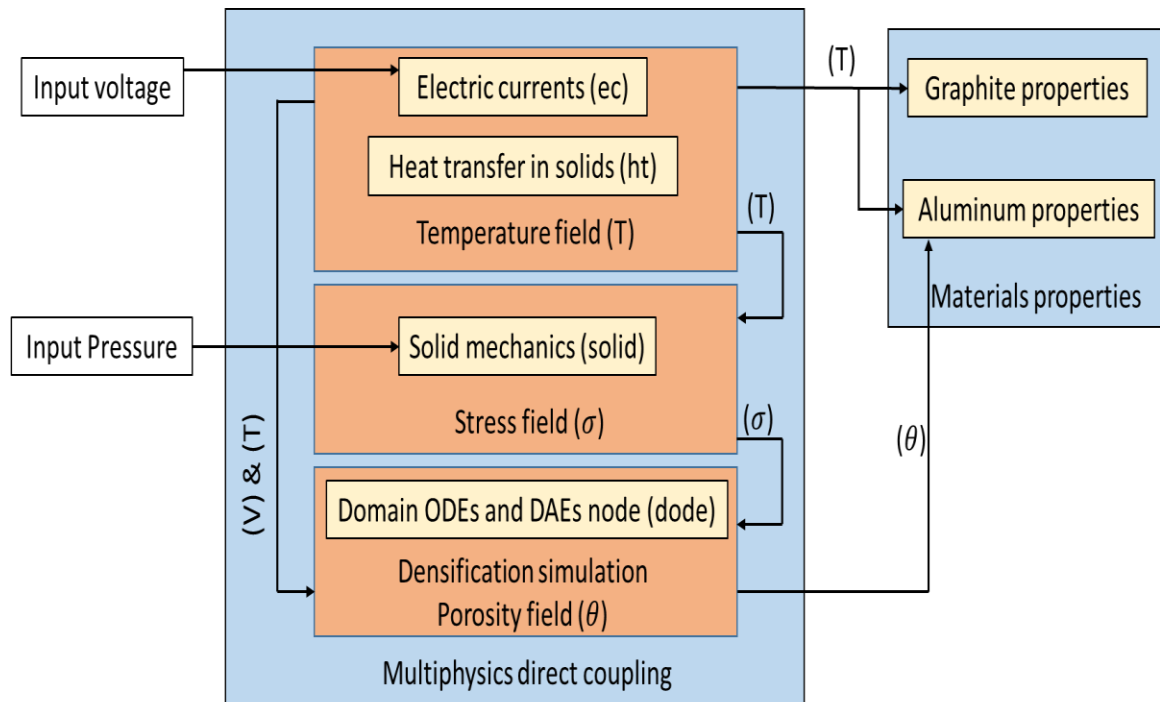 Input voltage
Electric currents (ec)
Heat transfer in solids (ht)
Temperature field (T)
(T)
Graphite properties
Aluminum properties
Materials properties
(T)
Input Pressure
Solid mechanics (solid)
Stress field (σ)
(σ)
(V) & (T)
(θ)
Domain ODEs and DAEs node (dode)
Densification simulation
Porosity field (θ)
Multiphysics direct coupling